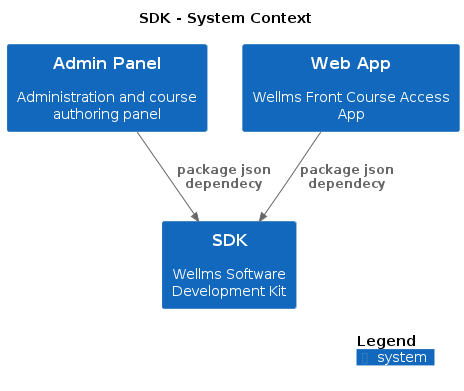 SDK - System Context
Admin Panel
Administration and course
authoring panel
Web App
Wellms Front Course Access
App
package json
dependecy
package json
dependecy
SDK
Wellms Software
Development Kit
Legend
system